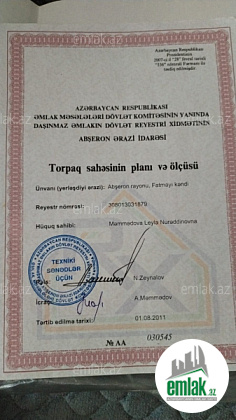 Azərbaycan Respublikası
Prezidentinin
AZƏRBAYCAN RESPUBLİKASI
ƏMLAK MƏSƏLƏLƏRİ DÖVLƏT KOMİTƏSİNİN YANINDA
DAŞINMAZ ƏMLAKIN DÖVLƏT REYESTRİ XİDMƏTİNİN
ABŞERON ƏRAZİ İDARƏSİ
Torpaq sahəsinin planı və ölçüsü
Ünvanı (yerləşdiyi ərazi): Abşeron rayonu, Fatmayi kəndi
Reyestr nömrəsi:
Hüquq sahibi: Məmmədova Leyla Nurəddinovna
TEXNİKİ
SƏNƏDLƏR
ÜÇÜN
N.Zeynalov
İcraçı
A.Məmmədov
Tərtib edilmə tarixi: 01.08.2011
№ AA 030545
emlak.az